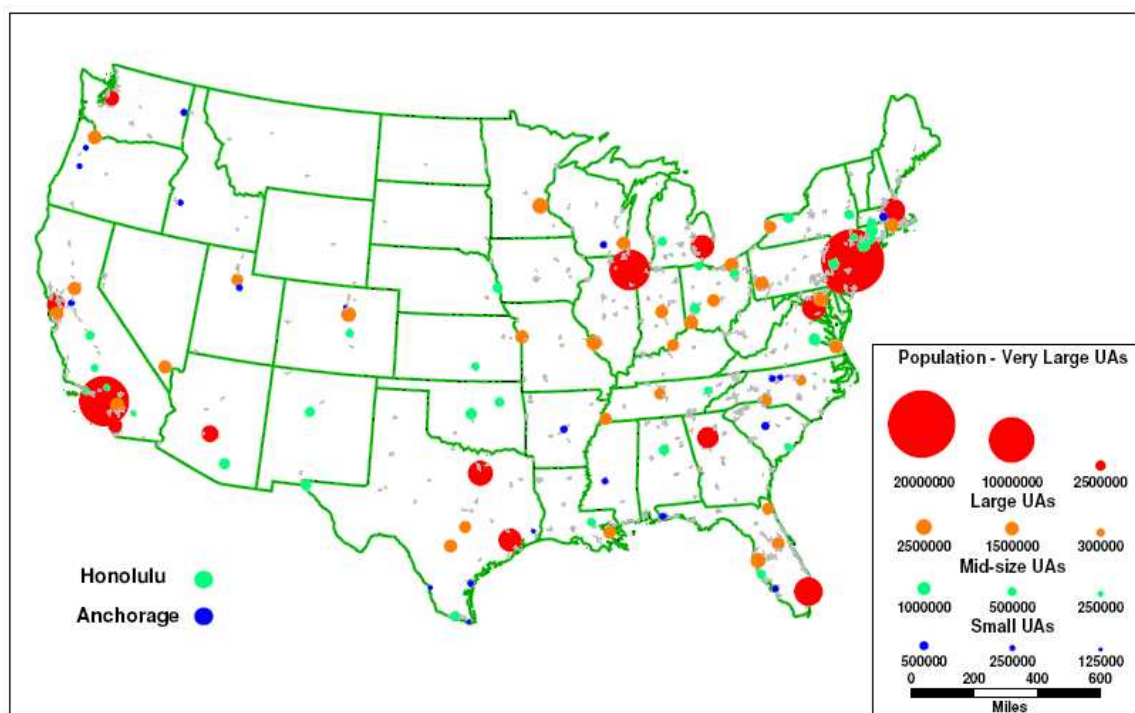 Honolulu
Anchorage
Population - Very Large UAs
20000000 10000000 2500000
Large UAs
2500000 1500000 300000
Mid-size UAs
1000000 500000 250000
Small UAs
500000 250000 125000
0 200 400 600
Miles